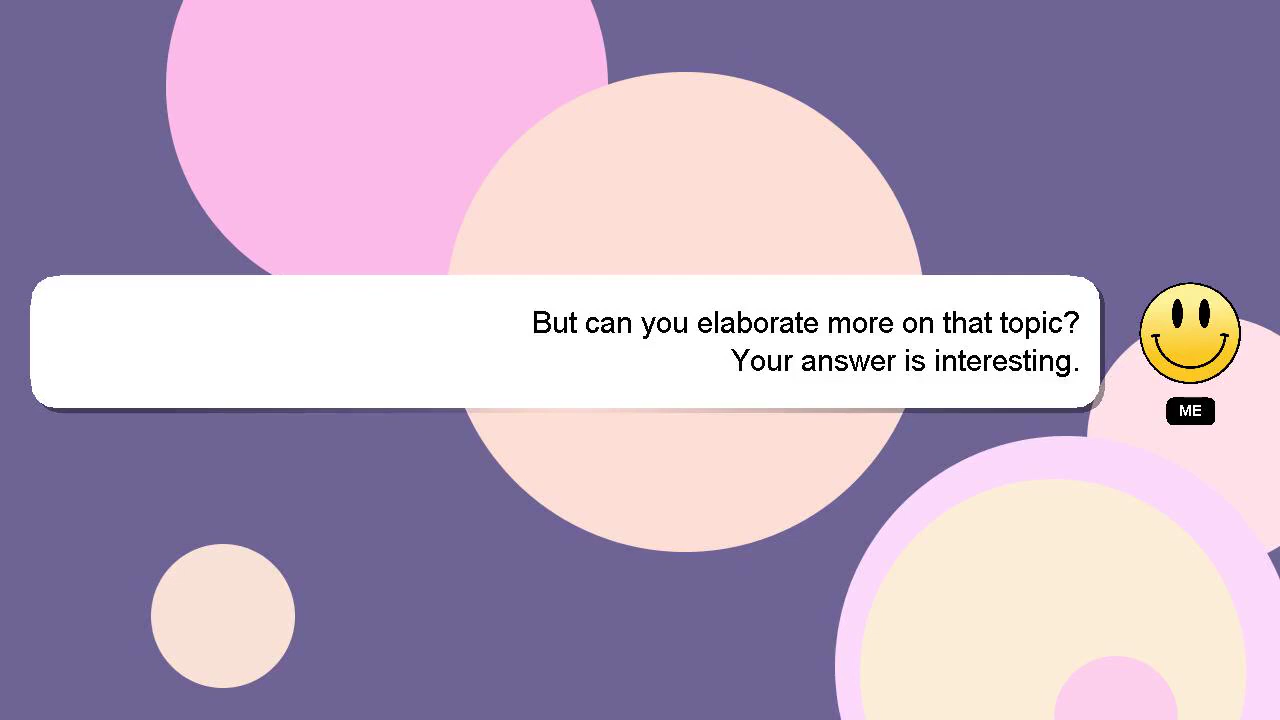 But can you elaborate more on that topic?
Your answer is interesting.
ME